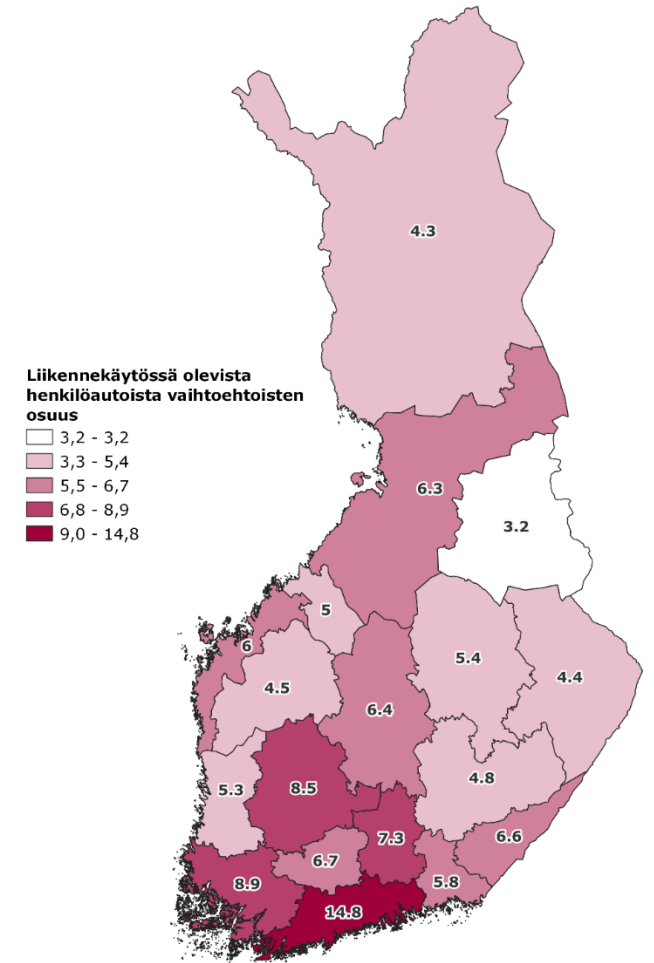 4.3
Liikennekäytössä olevista
henkilöautoista vaihtoehtoisten
osuus
3,2 - 3,2
3,3 - 5,4
5,5 - 6,7
6,8 - 8,9
9,0 - 14,8
6.3
3.2
5
6
5.4
4.4
4.5
6.4
4.8
5.3
8.5
6.6
7.3
6.7
5.8
8.9
14.8